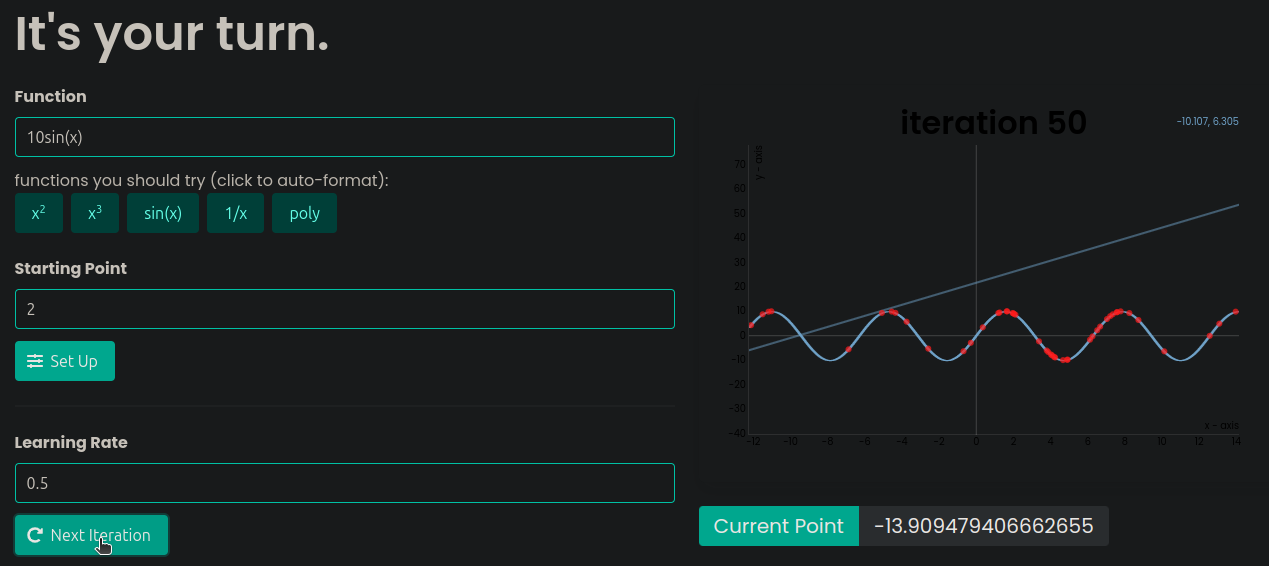 It's your turn.
Function
10sin(x)
functions you should try (click to auto-format):
x² x³ sin(x) 1/x poly
Starting Point
2
Set Up
Learning Rate
0.5
Next Iteration
iteration 50
-10.107, 6.305
y - axis
70
60
50
40
30
20
10
0
-10
-20
-30
-40
x - axis
-12 -10 -8 -6 -4 -2 0 2 4 6 8 10 12 14
Current Point -13.909479406662655